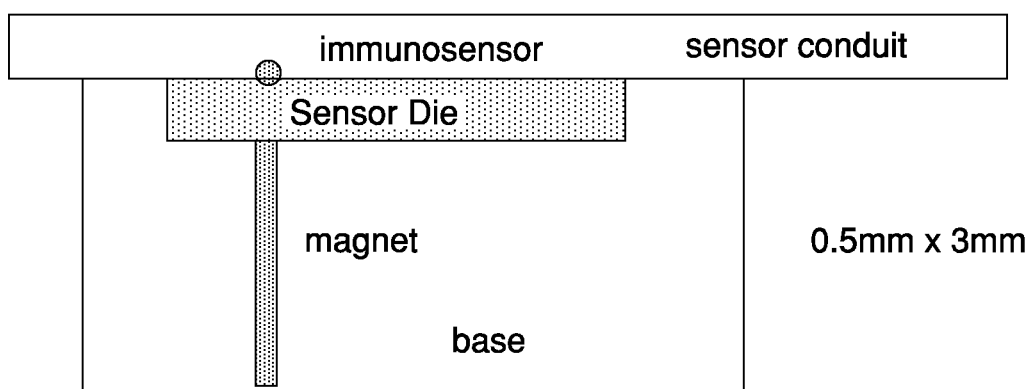 immunosensor
sensor conduit
Sensor Die
magnet
0.5mm x 3mm
base